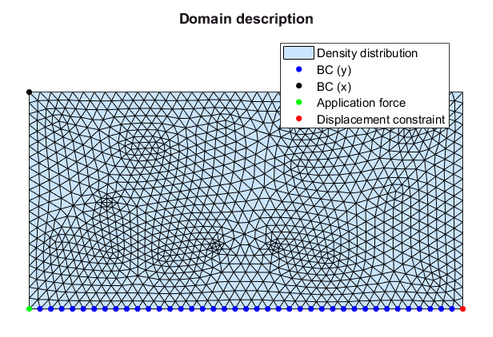 Domain description
Density distribution
BC (y)
BC (x)
Application force
Displacement constraint